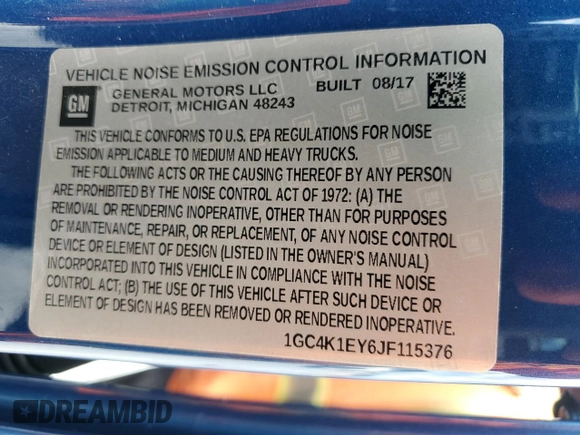 VEHICLE NOISE EMISSION CONTROL INFORMATION
GM
GENERAL MOTORS LLC BUILT 08/17
DETROIT, MICHIGAN 48243
THIS VEHICLE CONFORMS TO U.S. EPA REGULATIONS FOR NOISE
EMISSION APPLICABLE TO MEDIUM AND HEAVY TRUCKS.
THE FOLLOWING ACTS OR THE CAUSING THEREOF BY ANY PERSON
ARE PROHIBITED BY THE NOISE CONTROL ACT OF 1972: (A) THE
REMOVAL OR RENDERING INOPERATIVE, OTHER THAN FOR PURPOSES
OF MAINTENANCE, REPAIR, OR REPLACEMENT, OF ANY NOISE CONTROL
DEVICE OR ELEMENT OF DESIGN (LISTED IN THE OWNER'S MANUAL)
INCORPORATED INTO THIS VEHICLE IN COMPLIANCE WITH THE NOISE
CONTROL ACT; (B) THE USE OF THIS VEHICLE AFTER SUCH DEVICE OR
ELEMENT OF DESIGN HAS BEEN REMOVED OR RENDERED INOPERATIVE.
1GC4K1EY6JF115376
DREAMBID